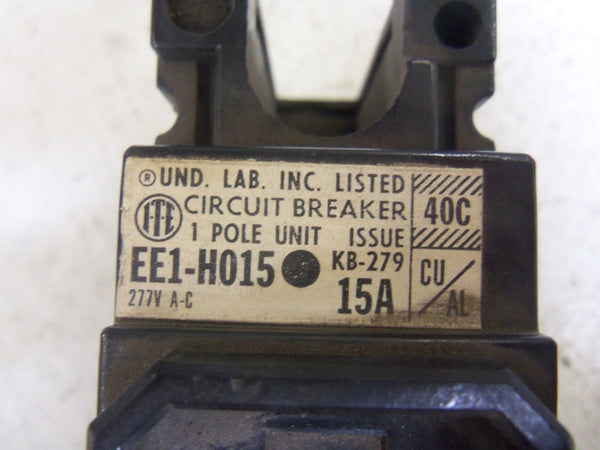 ® UND. LAB. INC. LISTED
I-T-E CIRCUIT BREAKER
1 POLE UNIT ISSUE
EE1-H015 KB-279
277V A-C 15A
40C
CU/AL